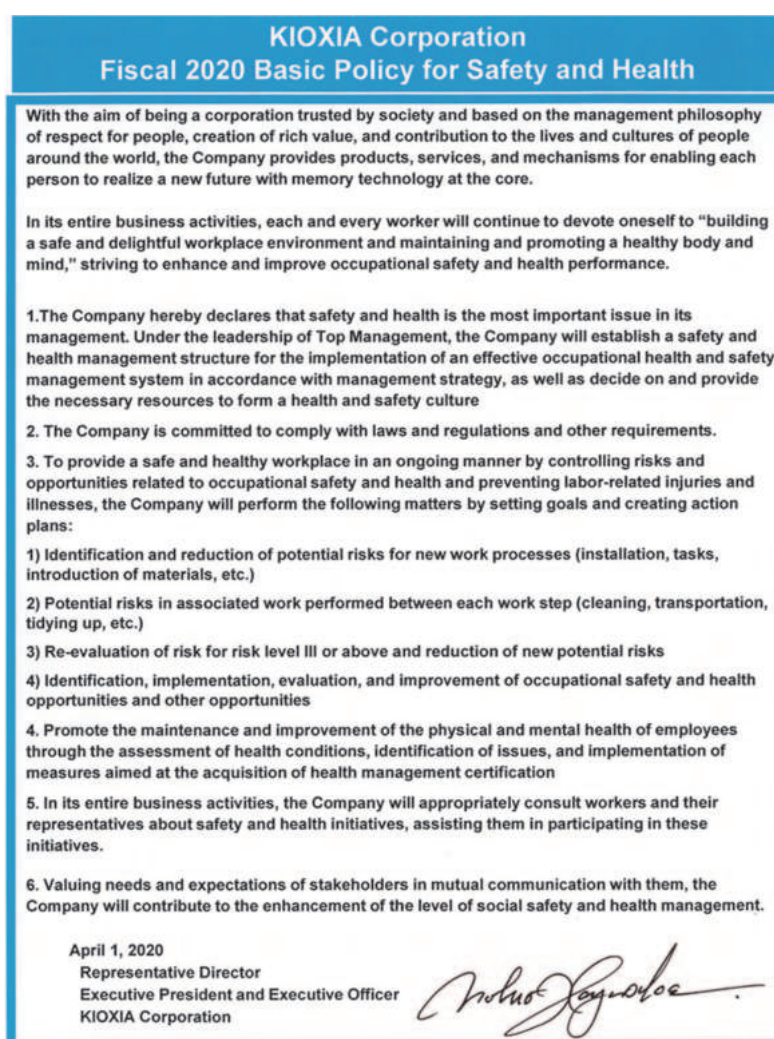 KIOXIA Corporation
Fiscal 2020 Basic Policy for Safety and Health
With the aim of being a corporation trusted by society and based on the management philosophy
of respect for people, creation of rich value, and contribution to the lives and cultures of people
around the world, the Company provides products, services, and mechanisms for enabling each
person to realize a new future with memory technology at the core.
In its entire business activities, each and every worker will continue to devote oneself to “building
a safe and delightful workplace environment and maintaining and promoting a healthy body and
mind,” striving to enhance and improve occupational safety and health performance.
1.The Company hereby declares that safety and health is the most important issue in its
management. Under the leadership of Top Management, the Company will establish a safety and
health management structure for the implementation of an effective occupational health and safety
management system in accordance with management strategy, as well as decide on and provide
the necessary resources to form a health and safety culture
2. The Company is committed to comply with laws and regulations and other requirements.
3. To provide a safe and healthy workplace in an ongoing manner by controlling risks and
opportunities related to occupational safety and health and preventing labor-related injuries and
illnesses, the Company will perform the following matters by setting goals and creating action
plans:
1) Identification and reduction of potential risks for new work processes (installation, tasks,
introduction of materials, etc.)
2) Potential risks in associated work performed between each work step (cleaning, transportation,
tidying up, etc.)
3) Re-evaluation of risk for risk level III or above and reduction of new potential risks
4) Identification, implementation, evaluation, and improvement of occupational safety and health
opportunities and other opportunities
4. Promote the maintenance and improvement of the physical and mental health of employees
through the assessment of health conditions, identification of issues, and implementation of
measures aimed at the acquisition of health management certification
5. In its entire business activities, the Company will appropriately consult workers and their
representatives about safety and health initiatives, assisting them in participating in these
initiatives.
6. Valuing needs and expectations of stakeholders in mutual communication with them, the
Company will contribute to the enhancement of the level of social safety and health management.
April 1, 2020
Representative Director
Executive President and Executive Officer
KIOXIA Corporation